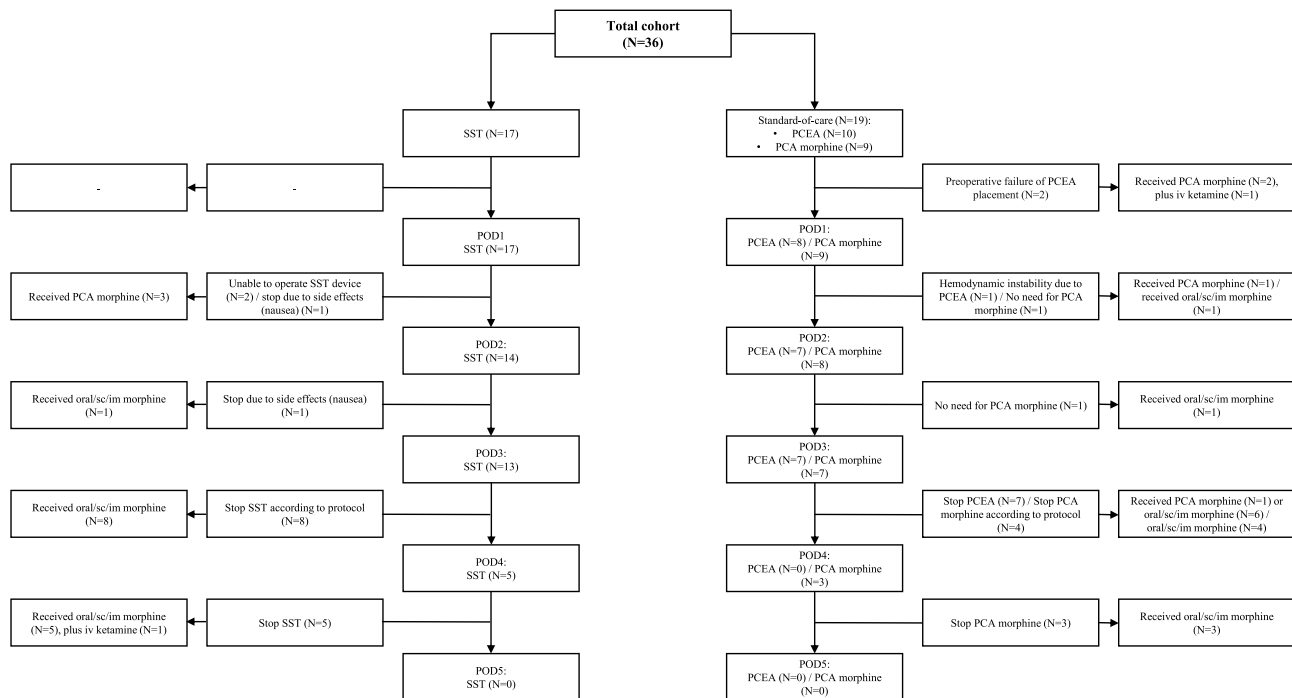 Total cohort
(N=36)
SST (N=17)
Standard-of-care (N=19):
• PCEA (N=10)
• PCA morphine (N=9)
-
-
Preoperative failure of PCEA
placement (N=2)
Received PCA morphine (N=2),
plus iv ketamine (N=1)
POD1
SST (N=17)
POD1:
PCEA (N=8) / PCA morphine
(N=9)
Received PCA morphine (N=3)
Unable to operate SST device
(N=2) / stop due to side effects
(nausea) (N=1)
Hemodynamic instability due to
PCEA (N=1) / No need for PCA
morphine (N=1)
Received PCA morphine (N=1) /
received oral/sc/im morphine
(N=1)
POD2:
SST (N=14)
POD2:
PCEA (N=7) / PCA morphine
(N=8)
Received oral/sc/im morphine
(N=1)
Stop due to side effects (nausea)
(N=1)
No need for PCA morphine (N=1)
Received oral/sc/im morphine
(N=1)
POD3:
SST (N=13)
POD3:
PCEA (N=7) / PCA morphine
(N=7)
Received oral/sc/im morphine
(N=8)
Stop SST according to protocol
(N=8)
Stop PCEA (N=7) / Stop PCA
morphine according to protocol
(N=4)
Received PCA morphine (N=1) or
oral/sc/im morphine (N=6) /
oral/sc/im morphine (N=4)
POD4:
SST (N=5)
POD4:
PCEA (N=0) / PCA morphine
(N=3)
Received oral/sc/im morphine
(N=5), plus iv ketamine (N=1)
Stop SST (N=5)
Stop PCA morphine (N=3)
Received oral/sc/im morphine
(N=3)
POD5:
SST (N=0)
POD5:
PCEA (N=0) / PCA morphine
(N=0)